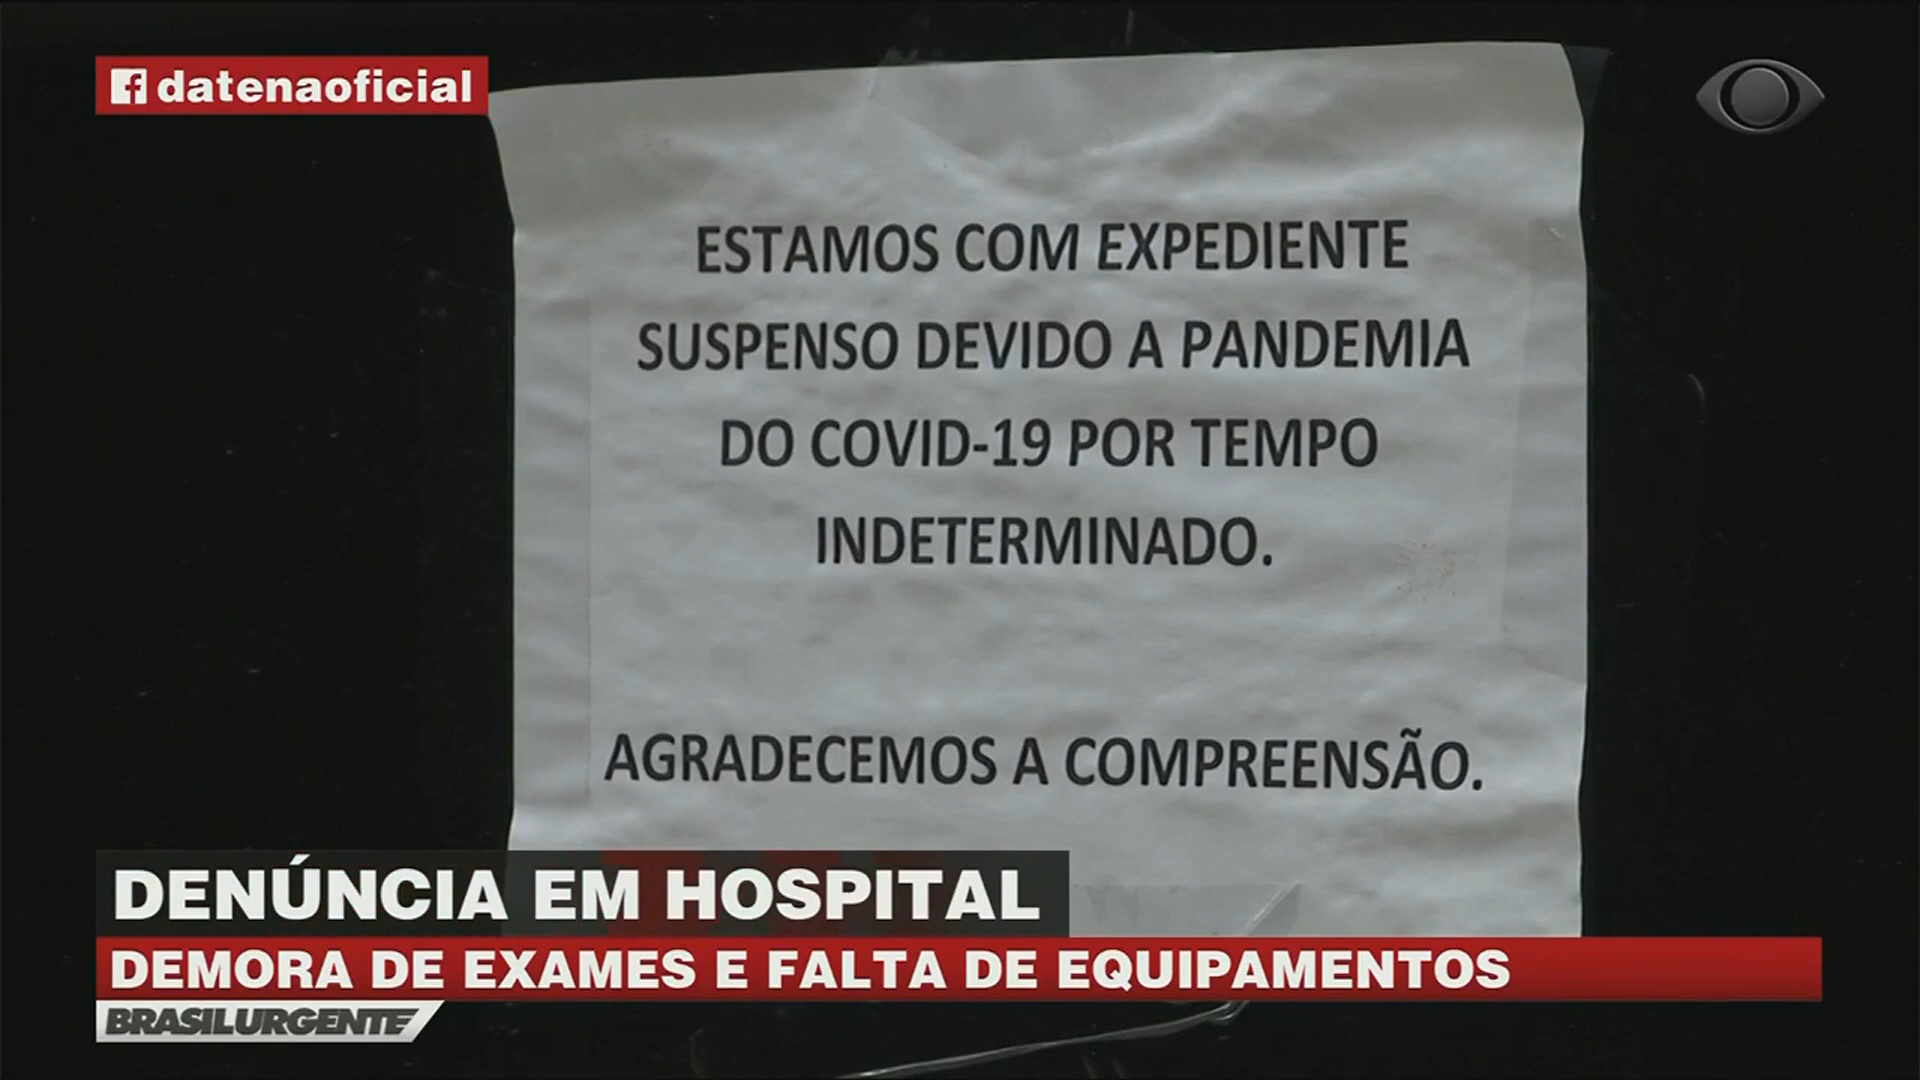 datenaoficial
ESTAMOS COM EXPEDIENTE
SUSPENSO DEVIDO A PANDEMIA
DO COVID-19 POR TEMPO
INDETERMINADO.
AGRADECEMOS A COMPREENSÃO.
DENÚNCIA EM HOSPITAL
DEMORA DE EXAMES E FALTA DE EQUIPAMENTOS
BRASILURGENTE